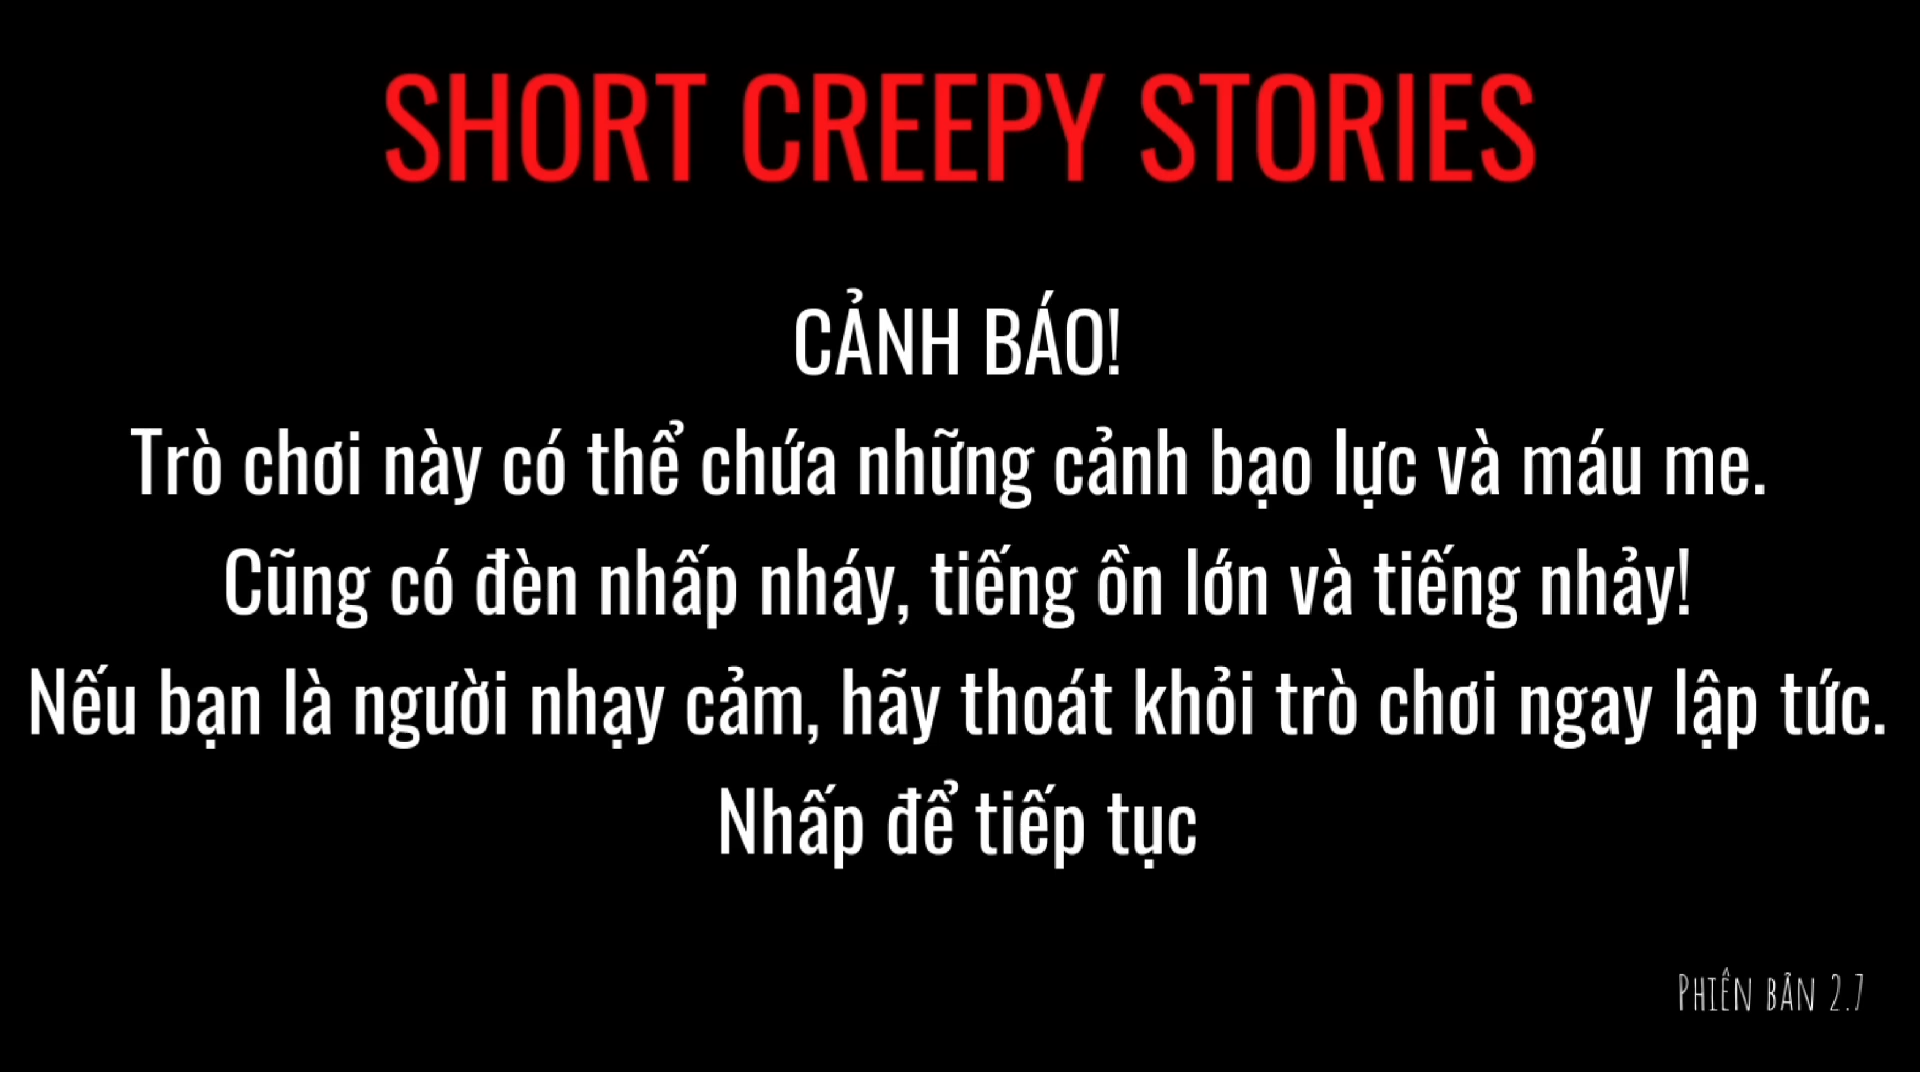 SHORT CREEPY STORIES
CẢNH BÁO!
Trò chơi này có thể chứa những cảnh bạo lực và máu me.
Cũng có đèn nhấp nháy, tiếng ồn lớn và tiếng nhảy!
Nếu bạn là người nhạy cảm, hãy thoát khỏi trò chơi ngay lập tức.
Nhấp để tiếp tục
PHIÊN BẢN 2.7